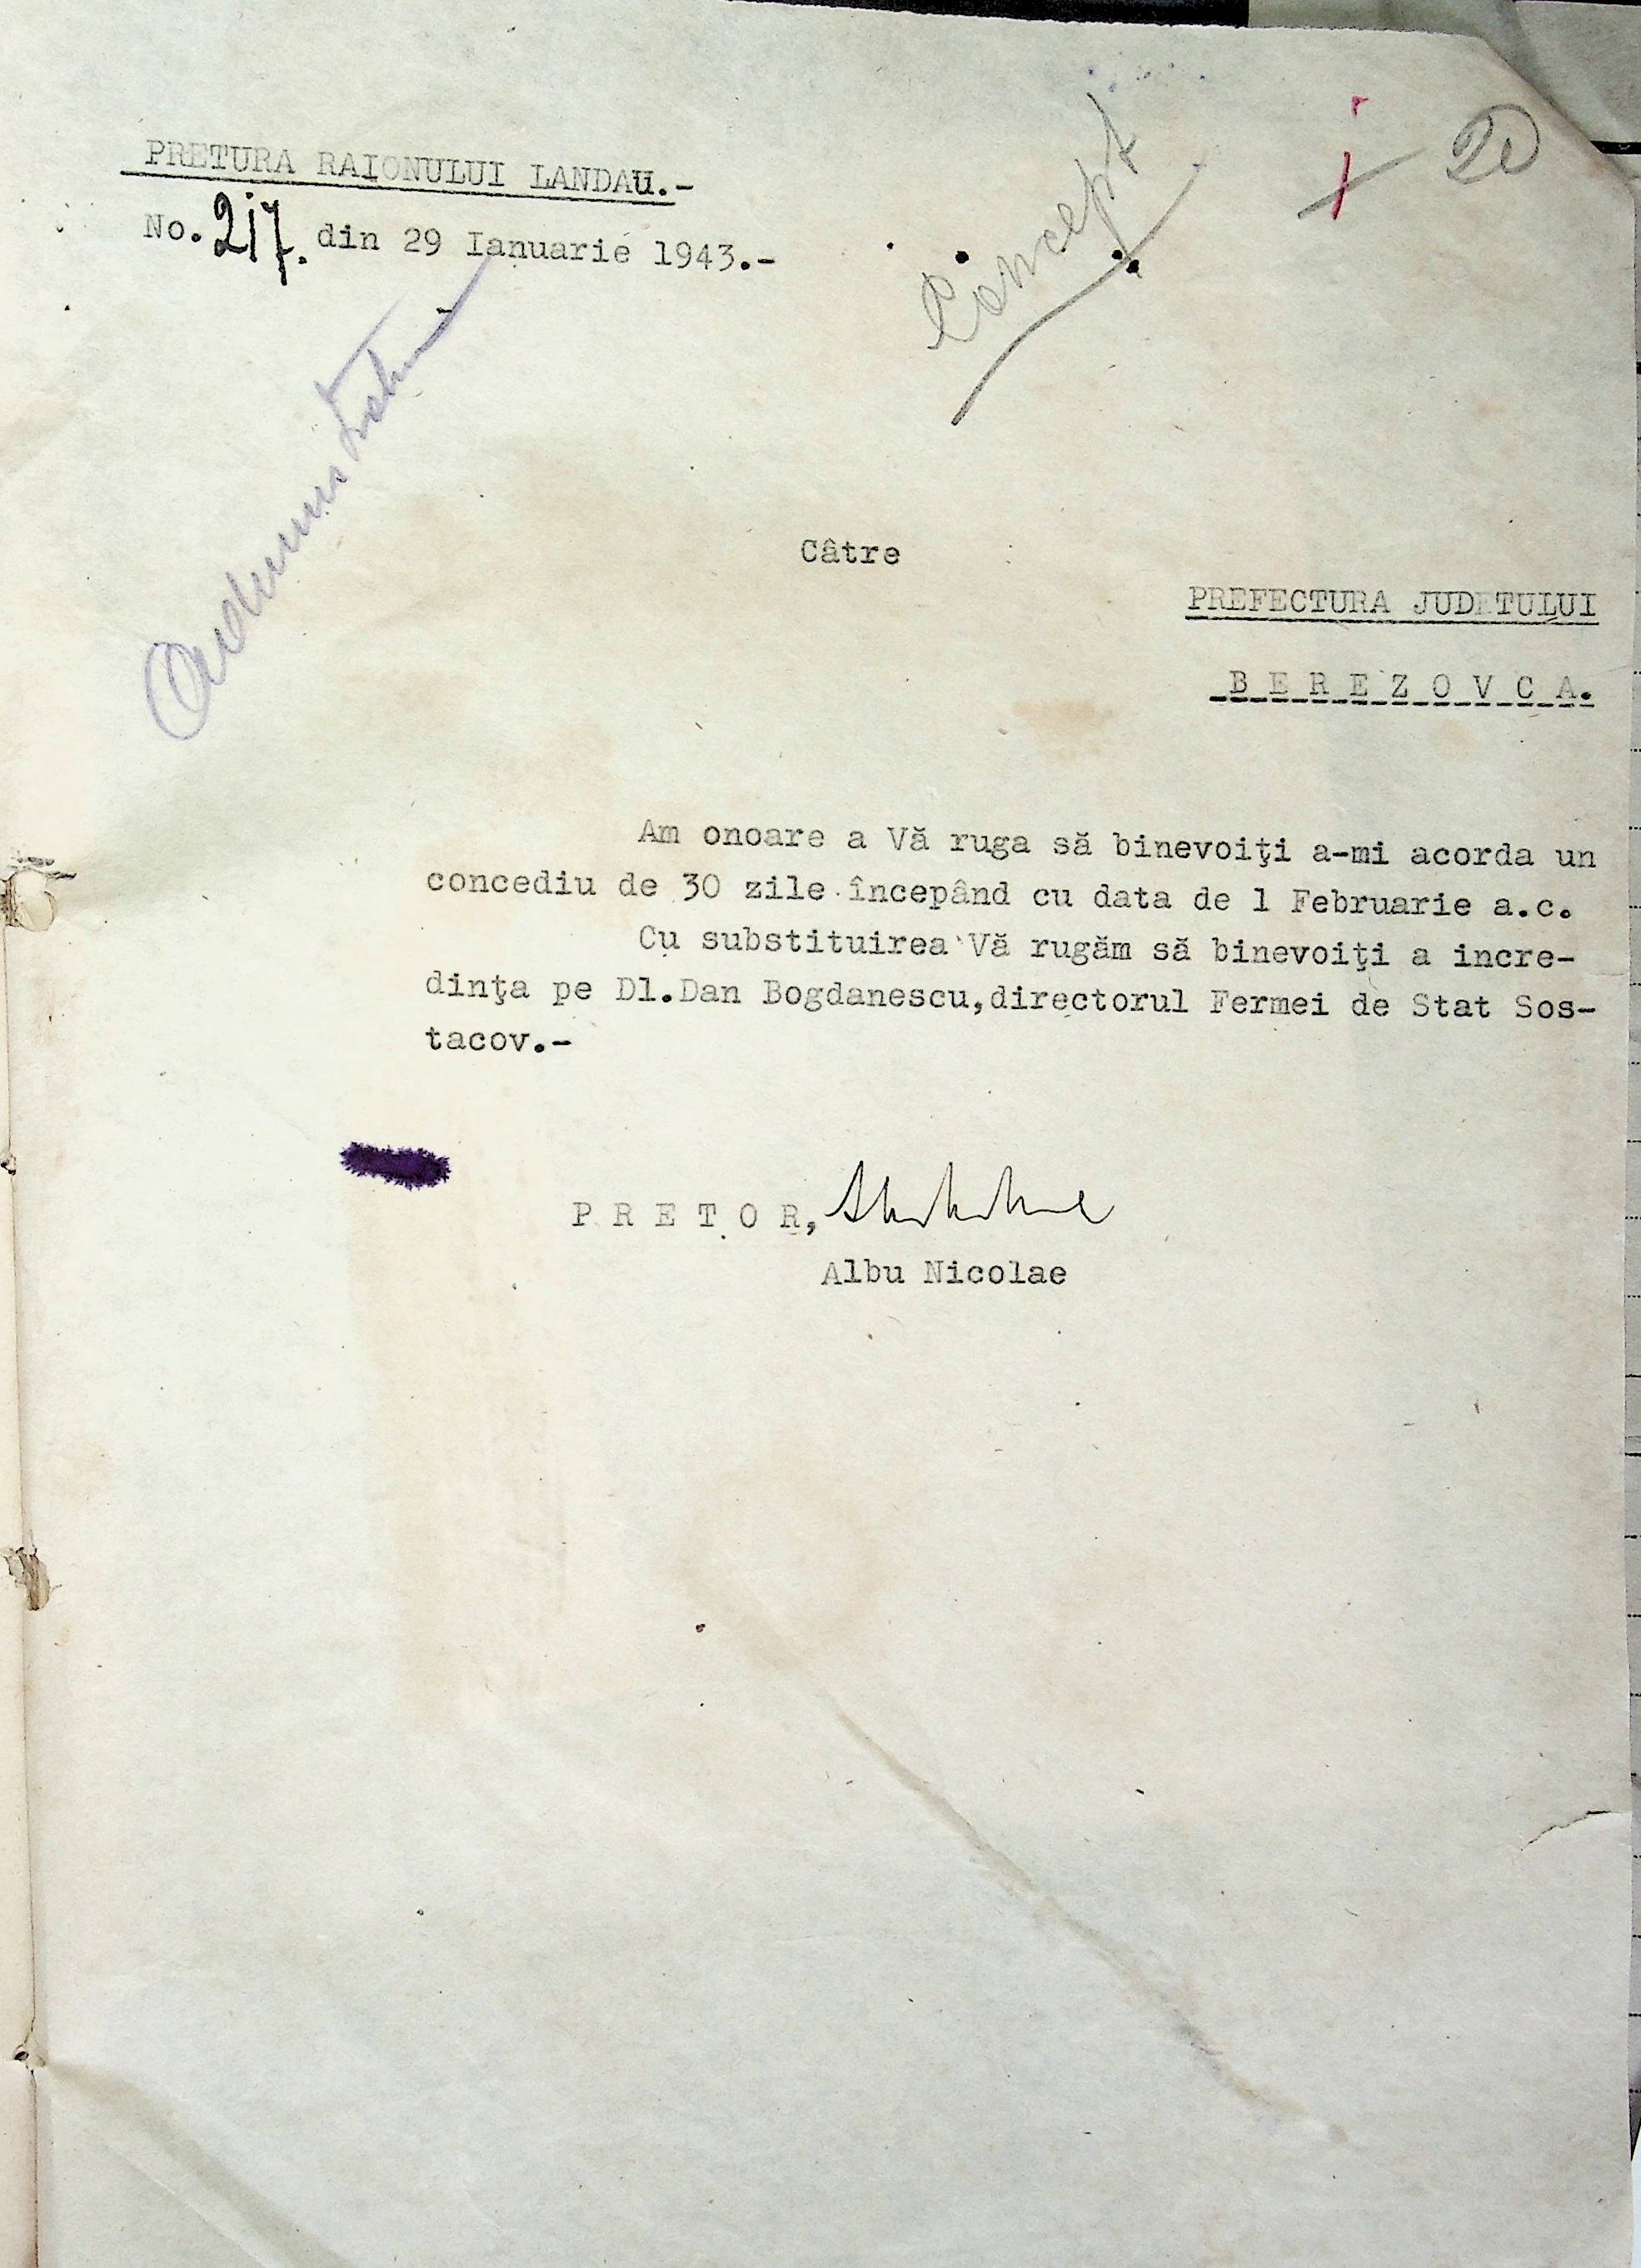 PRETURA RAIONULUI LANDAU.-
No. 217. din 29 Ianuarie 1943.-
Concept
Câtre
PREFECTURA JUDETULUI
B E R E Z O V C A.
Am onoare a Vă ruga să binevoiţi a-mi acorda un
concediu de 30 zile începând cu data de 1 Februarie a.c.
Cu substituirea Vă rugăm să binevoiţi a incre-
dinţa pe Dl.Dan Bogdanescu,directorul Fermei de Stat Sos-
tacov.-
P R E T O R,
Albu Nicolae